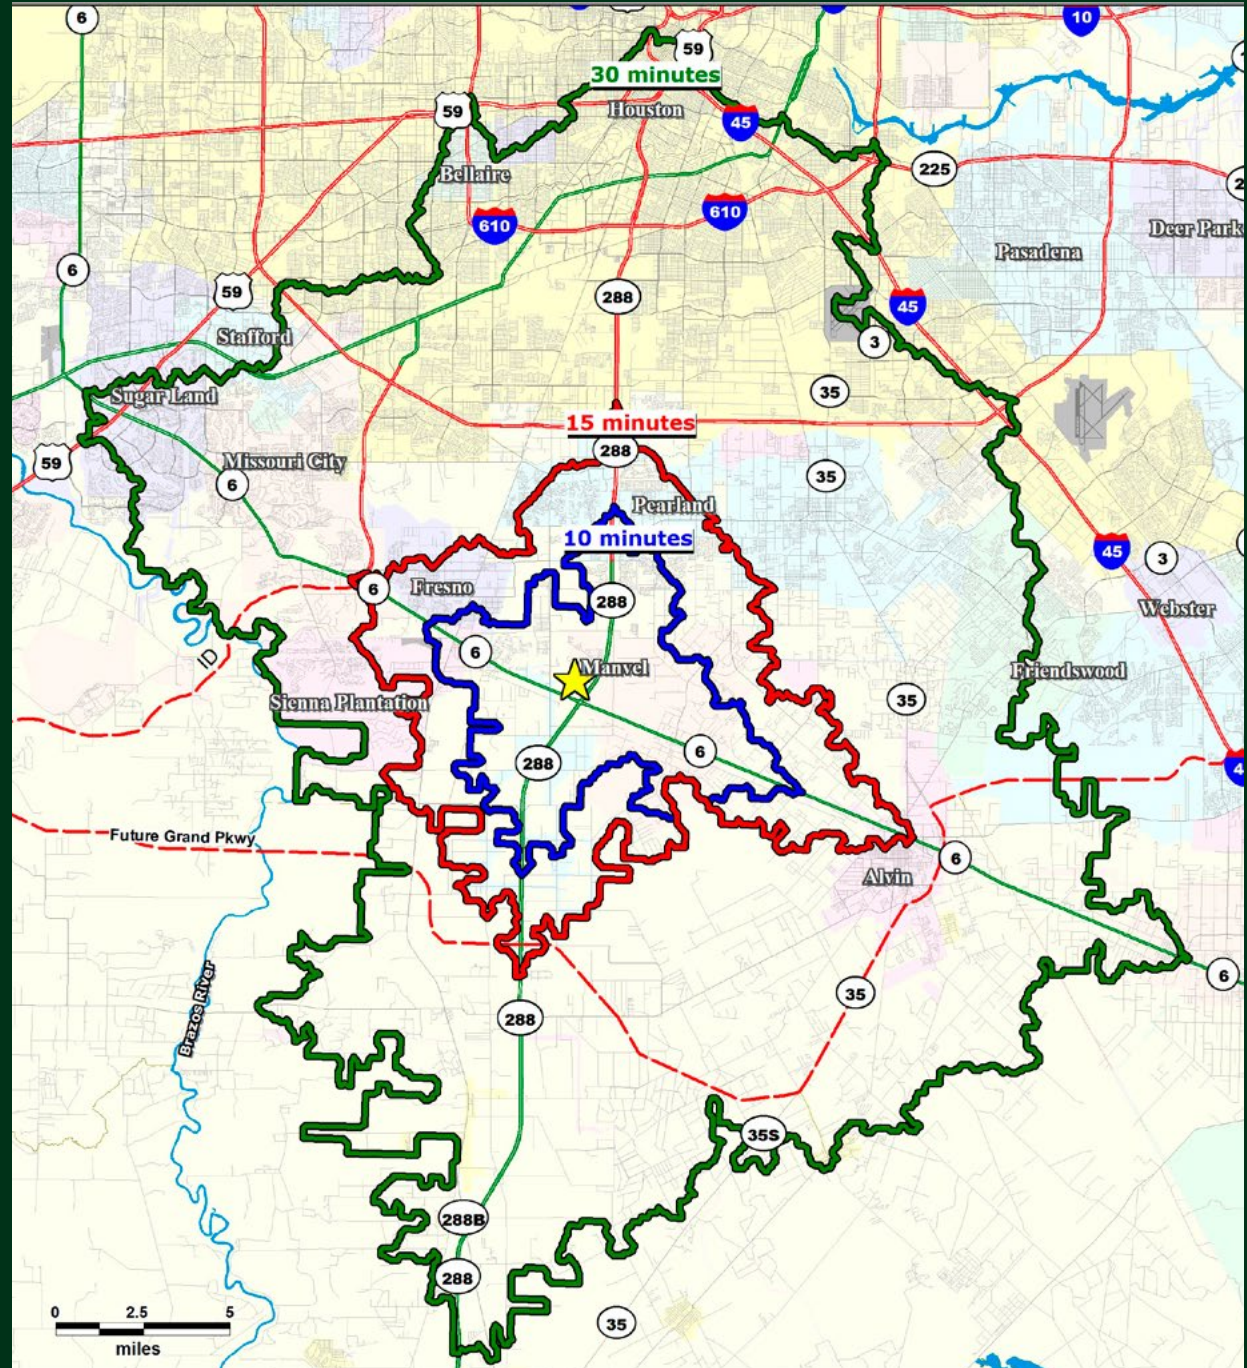 6
59
10
30 minutes
59
Houston
45
225
2
Bellaire
610
610
Deer Park
Pasadena
6
59
288
45
Stafford
3
35
Sugar Land
15 minutes
288
59
Missouri City
6
35
Pearland
10 minutes
45
3
6
Fresno
288
Webster
6
ID
Manvel
Friendswood
Sienna Plantation
35
6
288
4
Future Grand Pkwy
6
Alvin
6
35
Brazos River
288
35S
288B
288
0 2.5 5
miles
35